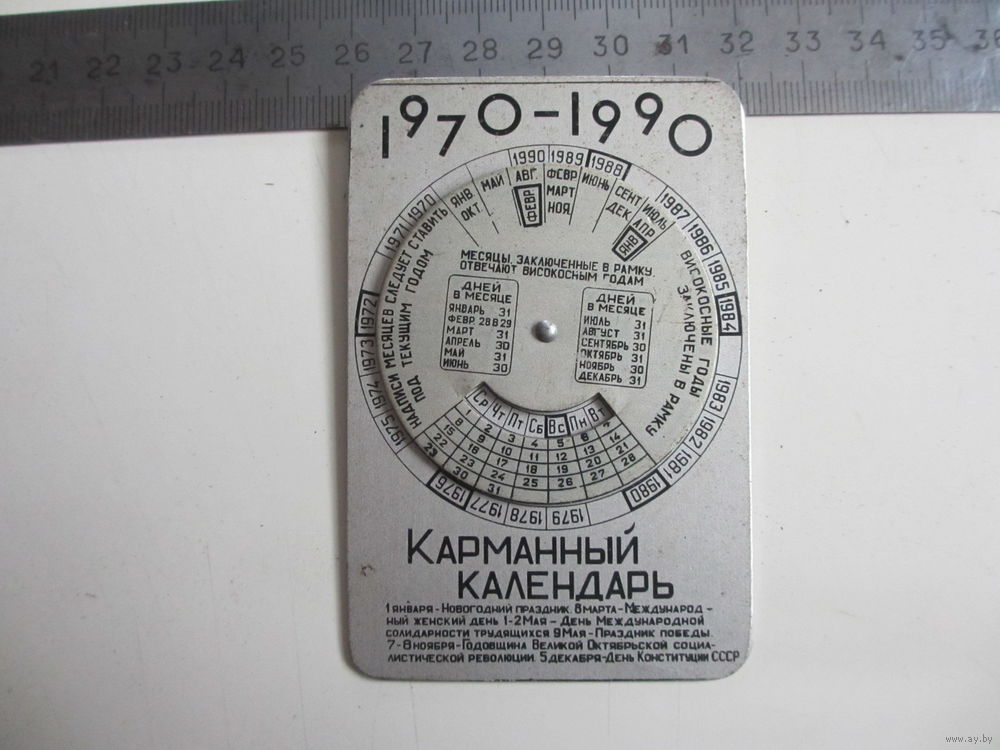 21 22 23 24 25 26 27 28 29 30 31 32 33 34 35 36
1970-1990
1990 1989 1988
1987 1986 1985 1984
1983 1982 1981 1980
1979 1978 1977 1976
1975 1974 1973 1972 1971 1970
ЯНВ МАЙ АВГ. ФЕВР ИЮНЬ СЕНТ ИЮЛЬ
ОКТ. ФЕВР МАРТ ДЕК АПР.
НОЯ. ЯНВ
НАДПИСИ МЕСЯЦЕВ СЛЕДУЕТ СТАВИТЬ
ПОД ТЕКУЩИМ ГОДОМ
МЕСЯЦЫ, ЗАКЛЮЧЕННЫЕ В РАМКУ,
ОТВЕЧАЮТ ВИСОКОСНЫМ ГОДАМ
ВИСОКОСНЫЕ ГОДЫ
ЗАКЛЮЧЕНЫ В РАМКУ
ДНЕЙ
В МЕСЯЦЕ
ЯНВАРЬ 31
ФЕВР. 28 В 29
МАРТ 31
АПРЕЛЬ 30
МАЙ 31
ИЮНЬ 30
ДНЕЙ
В МЕСЯЦЕ
ИЮЛЬ 31
АВГУСТ 31
СЕНТЯБРЬ 30
ОКТЯБРЬ 31
НОЯБРЬ 30
ДЕКАБРЬ 31
СР ЧТ ПТ СБ ВС ПН ВТ
1 2 3 4 5 6 7
8 9 10 11 12 13 14
15 16 17 18 19 20 21
22 23 24 25 26 27 28
29 30 31
КАРМАННЫЙ
КАЛЕНДАРЬ
1 ЯНВАРЯ - НОВОГОДНИЙ ПРАЗДНИК. 8 МАРТА - МЕЖДУНАРОД -
НЫЙ ЖЕНСКИЙ ДЕНЬ 1-2 МАЯ - ДЕНЬ МЕЖДУНАРОДНОЙ
СОЛИДАРНОСТИ ТРУДЯЩИХСЯ 9 МАЯ - ПРАЗДНИК ПОБЕДЫ.
7-8 НОЯБРЯ - ГОДОВЩИНА ВЕЛИКОЙ ОКТЯБРЬСКОЙ СОЦИА-
ЛИСТИЧЕСКОЙ РЕВОЛЮЦИИ. 5 ДЕКАБРЯ - ДЕНЬ КОНСТИТУЦИИ СССР
www.ay.by